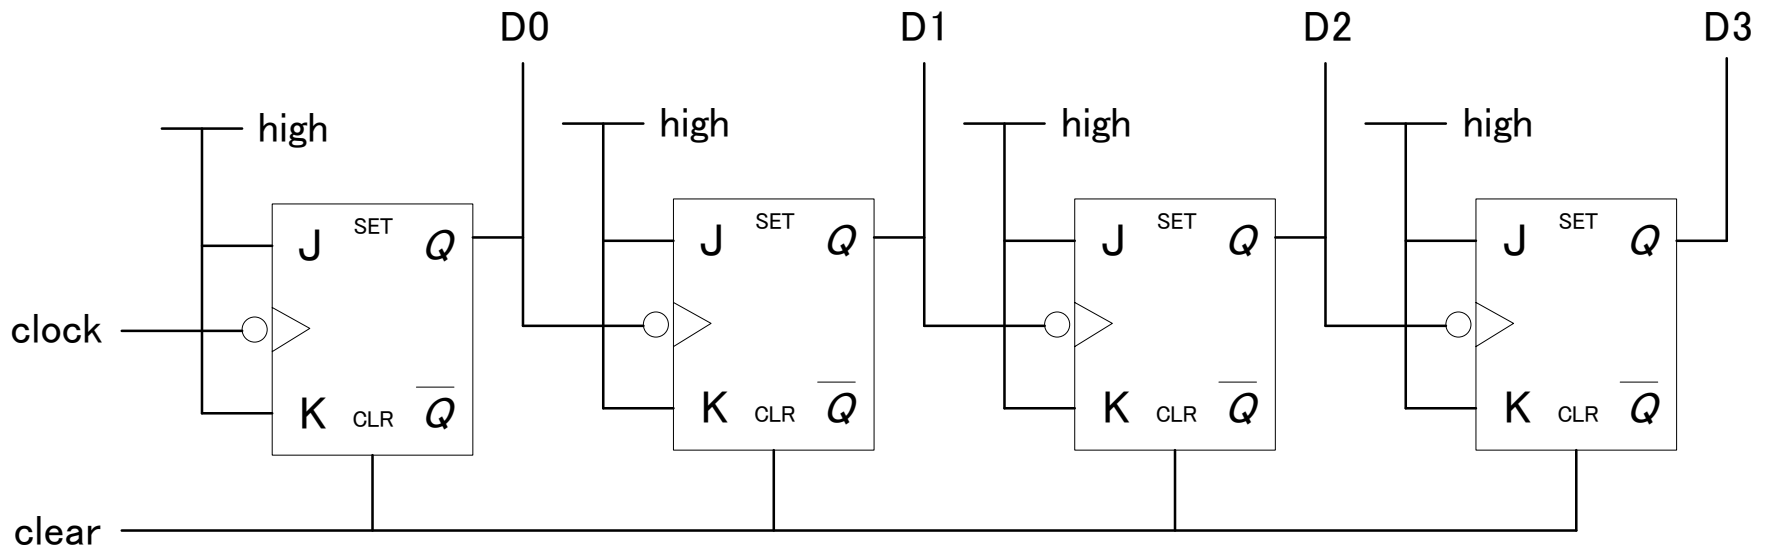 D0 D1 D2 D3
high high high high
SET SET SET SET
J Q J Q J Q J Q
clock
K CLR Q̅ K CLR Q̅ K CLR Q̅ K CLR Q̅
clear